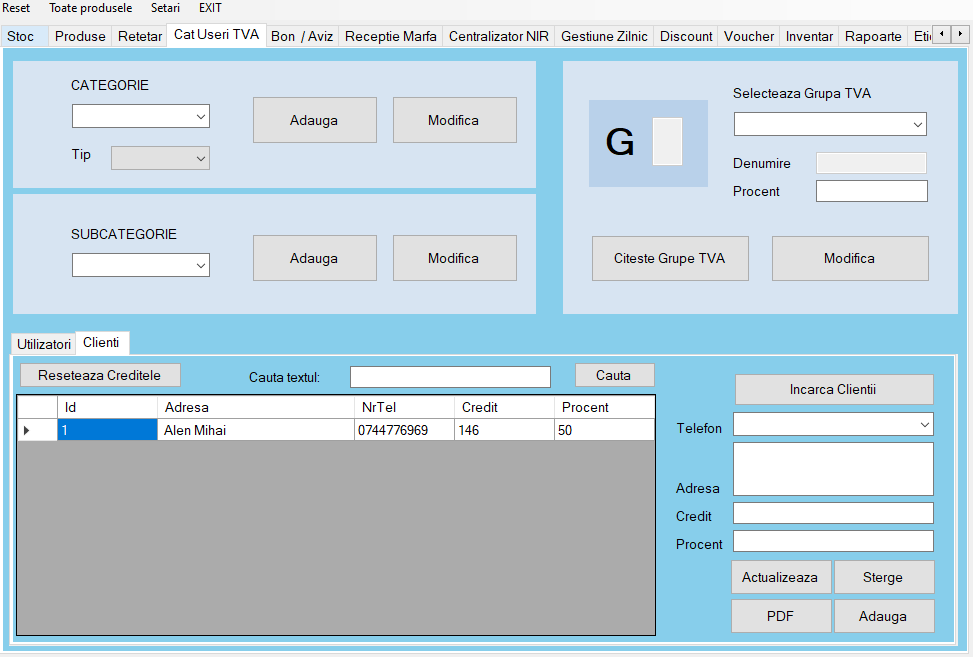 Reset Toate produsele Setari EXIT
Stoc Produse Retetar Cat Useri TVA Bon / Aviz Receptie Marfa Centralizator NIR Gestiune Zilnic Discount Voucher Inventar Rapoarte
CATEGORIE
Adauga Modifica
Tip
SUBCATEGORIE
Adauga Modifica
Selecteaza Grupa TVA
G
Denumire
Procent
Citeste Grupe TVA Modifica
Utilizatori Clienti
Reseteaza Creditele Cauta textul: Cauta
Id Adresa NrTel Credit Procent
1 Alen Mihai 0744776969 146 50
Incarca Clientii
Telefon
Adresa
Credit
Procent
Actualizeaza Sterge
PDF Adauga